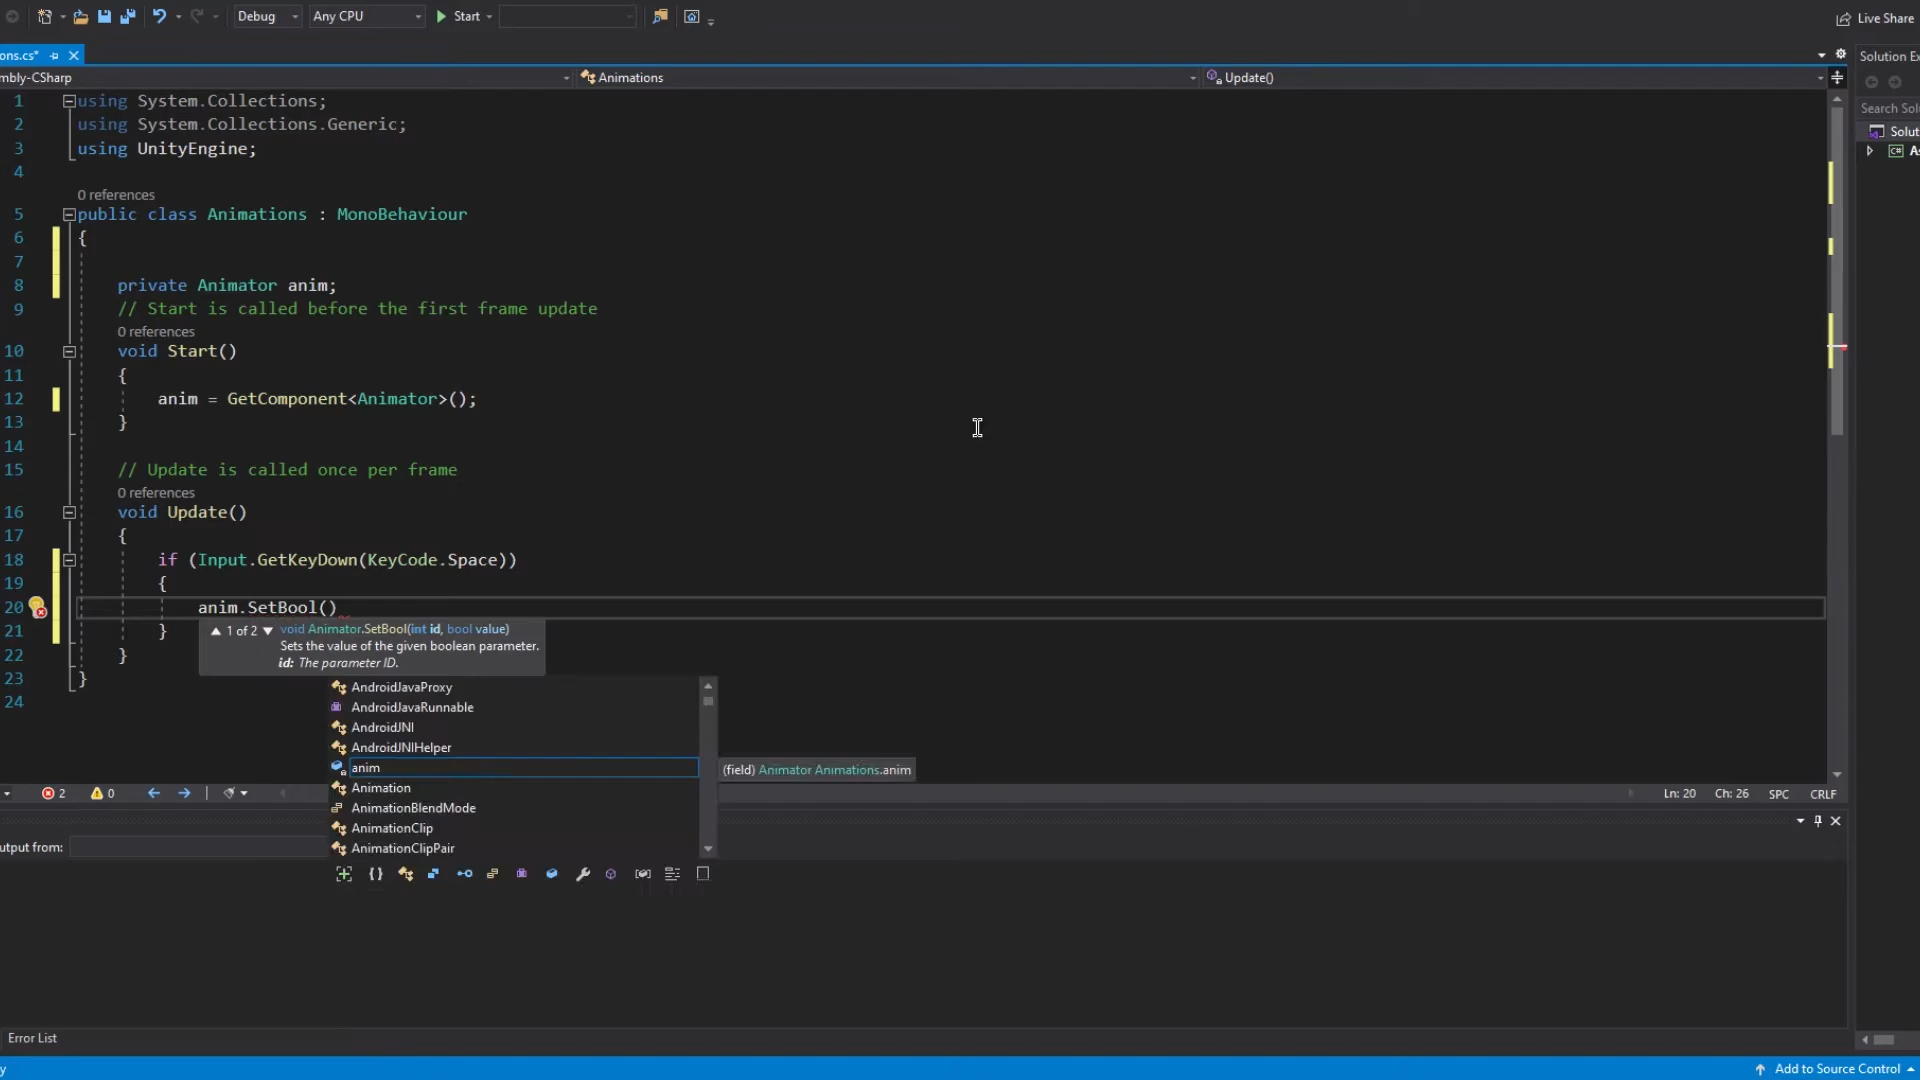 Debug Any CPU Start Live Share
ons.cs* Solution Ex
mbly-CSharp Animations Update()
Search Sol
Solut
C# As
1 using System.Collections;
2 using System.Collections.Generic;
3 using UnityEngine;
4
0 references
5 public class Animations : MonoBehaviour
6 {
7
8 private Animator anim;
9 // Start is called before the first frame update
0 references
10 void Start()
11 {
12 anim = GetComponent<Animator>();
13 }
14
15 // Update is called once per frame
0 references
16 void Update()
17 {
18 if (Input.GetKeyDown(KeyCode.Space))
19 {
20 anim.SetBool()
21 }
22 }
23 }
24
1 of 2 void Animator.SetBool(int id, bool value)
Sets the value of the given boolean parameter.
id: The parameter ID.
AndroidJavaProxy
AndroidJavaRunnable
AndroidJNI
AndroidJNIHelper
anim
(field) Animator Animations.anim
Animation
AnimationBlendMode
AnimationClip
AnimationClipPair
2 0 Ln: 20 Ch: 26 SPC CRLF
utput from:
Error List
y Add to Source Control